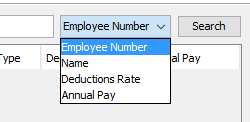 Employee Number Search
Type De al Pay
Employee Number
Name
Deductions Rate
Annual Pay